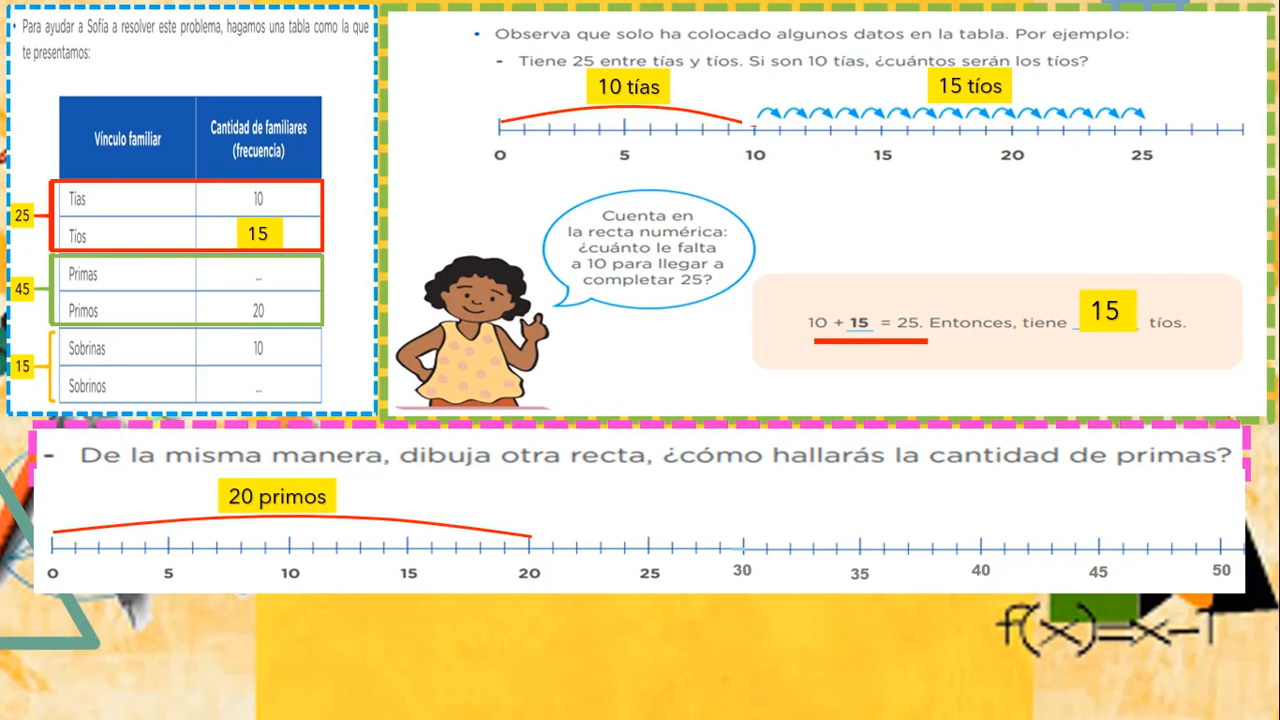 • Para ayudar a Sofía a resolver este problema, hagamos una tabla como la que
te presentamos:
Vínculo familiar
Cantidad de familiares
(frecuencia)
Tías 10
Tíos 15
25
Primas ...
Primos 20
45
Sobrinas 10
Sobrinos ...
15
• Observa que solo ha colocado algunos datos en la tabla. Por ejemplo:
- Tiene 25 entre tías y tíos. Si son 10 tías, ¿cuántos serán los tíos?
10 tías 15 tíos
0 5 10 15 20 25
Cuenta en
la recta numérica:
¿cuánto le falta
a 10 para llegar a
completar 25?
10 + 15 = 25. Entonces, tiene 15 tíos.
- De la misma manera, dibuja otra recta, ¿cómo hallarás la cantidad de primas?
20 primos
0 5 10 15 20 25 30 35 40 45 50
f(x)=x-1